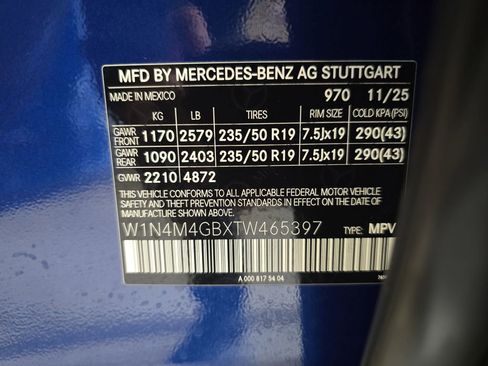 MFD BY MERCEDES-BENZ AG STUTTGART
MADE IN MEXICO 970 11/25
KG LB TIRES RIM SIZE COLD KPA(PSI)
GAWR FRONT 1170 2579 235/50 R19 7.5Jx19 290(43)
GAWR REAR 1090 2403 235/50 R19 7.5Jx19 290(43)
GVWR 2210 4872
THIS VEHICLE CONFORMS TO ALL APPLICABLE FEDERAL MOTOR VEHICLE
SAFETY AND THEFT PREVENTION STANDARDS IN EFFECT ON THE DATE
OF MANUFACTURE SHOWN ABOVE.
W1N4M4GBXTW465397 TYPE: MPV
A 000 817 54 04